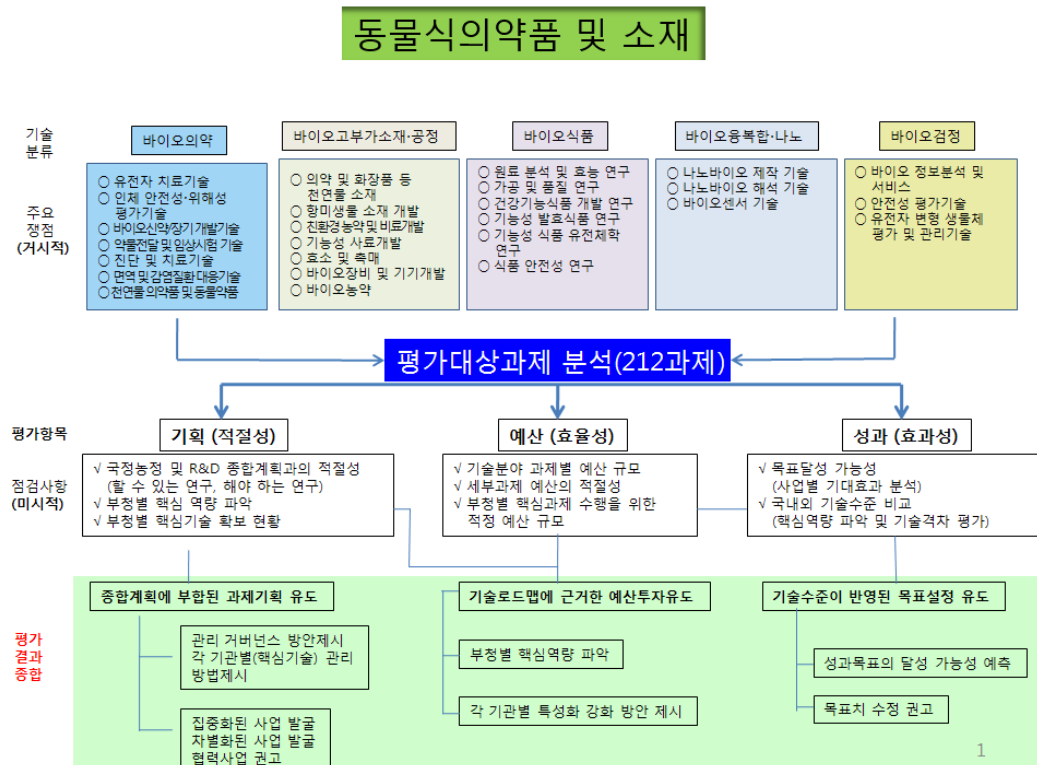 동물식의약품 및 소재
기술
분류
바이오의약
바이오고부가소재·공정
바이오식품
바이오융복합·나노
바이오검정
주요
쟁점
(거시적)
○ 유전자 치료기술
○ 인체 안전성·위해성
평가기술
○ 바이오신약/장기 개발기술
○ 약물전달 및 임상시험 기술
○ 진단 및 치료기술
○ 면역 및 감염질환 대응기술
○ 천연물 의약품 및 동물약품
○ 의약 및 화장품 등
천연물 소재
○ 항미생물 소재 개발
○ 친환경 농약 및 비료개발
○ 기능성 사료개발
○ 효소 및 촉매
○ 바이오장비 및 기기개발
○ 바이오농약
○ 원료 분석 및 효능 연구
○ 가공 및 품질 연구
○ 건강기능식품 개발 연구
○ 기능성 발효식품 연구
○ 기능성 식품 유전체학
연구
○ 식품 안전성 연구
○ 나노바이오 제작 기술
○ 나노바이오 해석 기술
○ 바이오센서 기술
○ 바이오 정보분석 및
서비스
○ 안전성 평가기술
○ 유전자 변형 생물체
평가 및 관리기술
평가대상과제 분석(212과제)
평가항목
기획 (적절성)
예산 (효율성)
성과 (효과성)
점검사항
(미시적)
√ 국정농정 및 R&D 종합계획과의 적절성
(할 수 있는 연구, 해야 하는 연구)
√ 부청별 핵심 역량 파악
√ 부청별 핵심기술 확보 현황
√ 기술분야 과제별 예산 규모
√ 세부과제 예산의 적절성
√ 부청별 핵심과제 수행을 위한
적정 예산 규모
√ 목표달성 가능성
(사업별 기대효과 분석)
√ 국내외 기술수준 비교
(핵심역량 파악 및 기술격차 평가)
평가
결과
종합
종합계획에 부합된 과제기획 유도
관리 거버넌스 방안제시
각 기관별(핵심기술) 관리
방법제시
집중화된 사업 발굴
차별화된 사업 발굴
협력사업 권고
기술로드맵에 근거한 예산투자유도
부청별 핵심역량 파악
각 기관별 특성화 강화 방안 제시
기술수준이 반영된 목표설정 유도
성과목표의 달성 가능성 예측
목표치 수정 권고
1